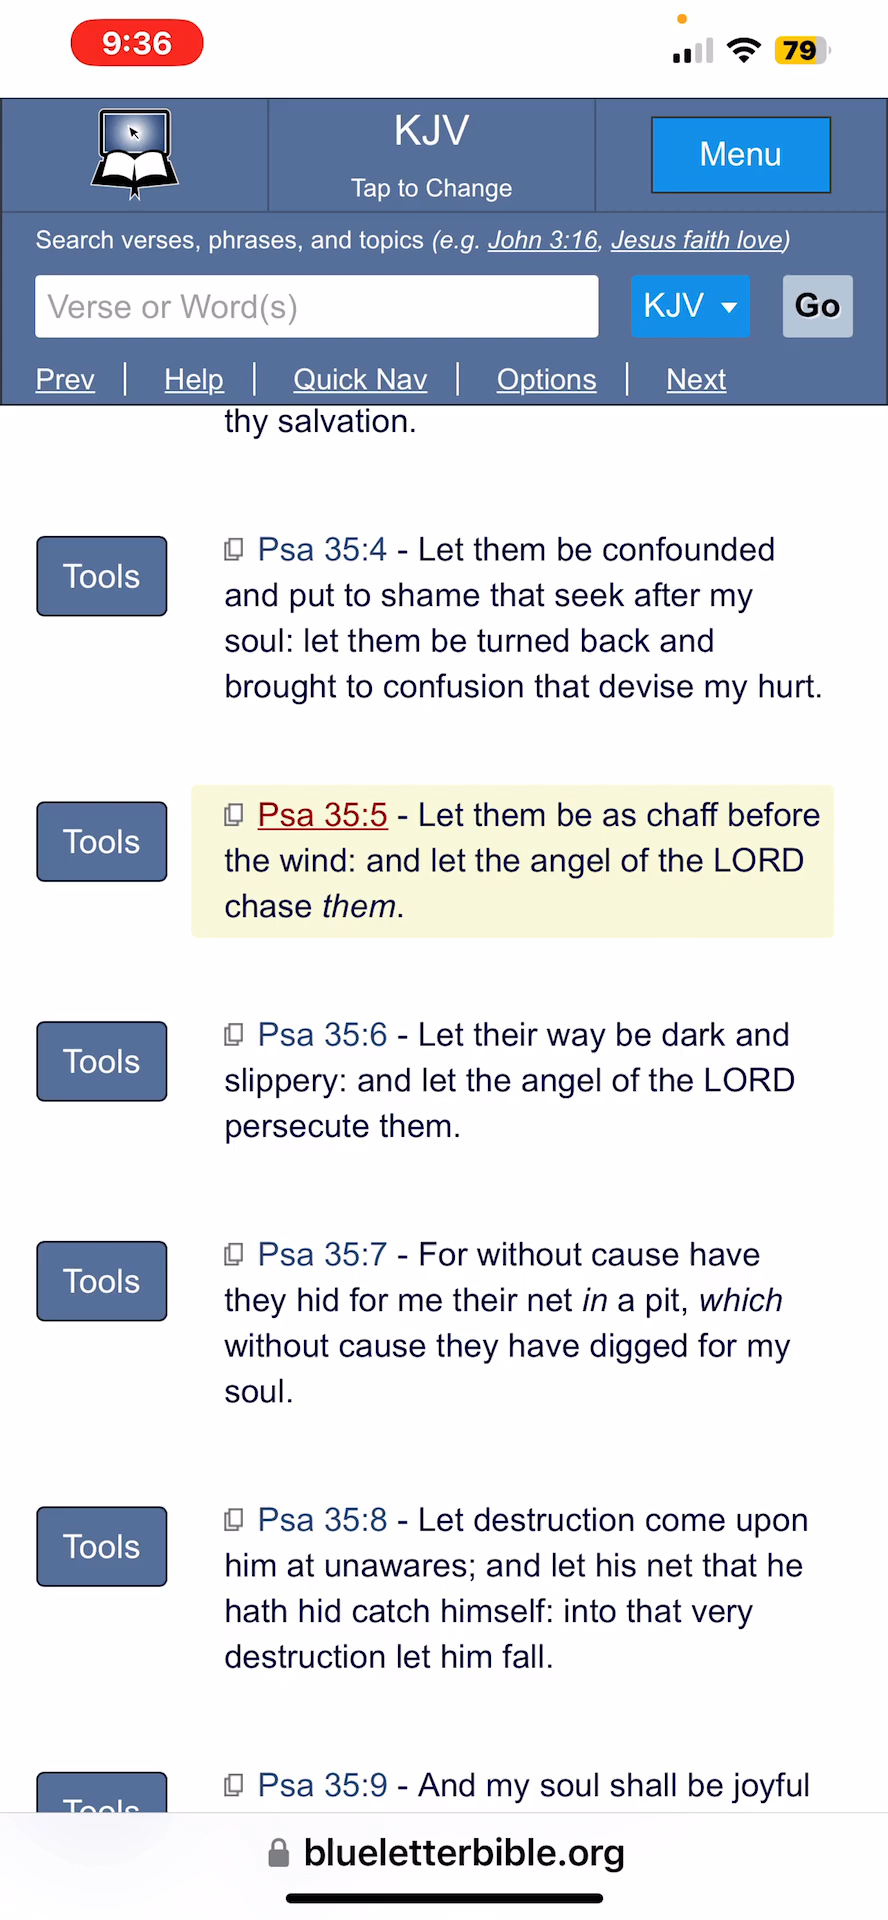 9:36
79
KJV
Tap to Change
Menu
Search verses, phrases, and topics (e.g. John 3:16, Jesus faith love)
Verse or Word(s)
KJV
Go
Prev | Help | Quick Nav | Options | Next
thy salvation.
Tools
Psa 35:4 - Let them be confounded
and put to shame that seek after my
soul: let them be turned back and
brought to confusion that devise my hurt.
Tools
Psa 35:5 - Let them be as chaff before
the wind: and let the angel of the LORD
chase them.
Tools
Psa 35:6 - Let their way be dark and
slippery: and let the angel of the LORD
persecute them.
Tools
Psa 35:7 - For without cause have
they hid for me their net in a pit, which
without cause they have digged for my
soul.
Tools
Psa 35:8 - Let destruction come upon
him at unawares; and let his net that he
hath hid catch himself: into that very
destruction let him fall.
Tools
Psa 35:9 - And my soul shall be joyful
blueletterbible.org